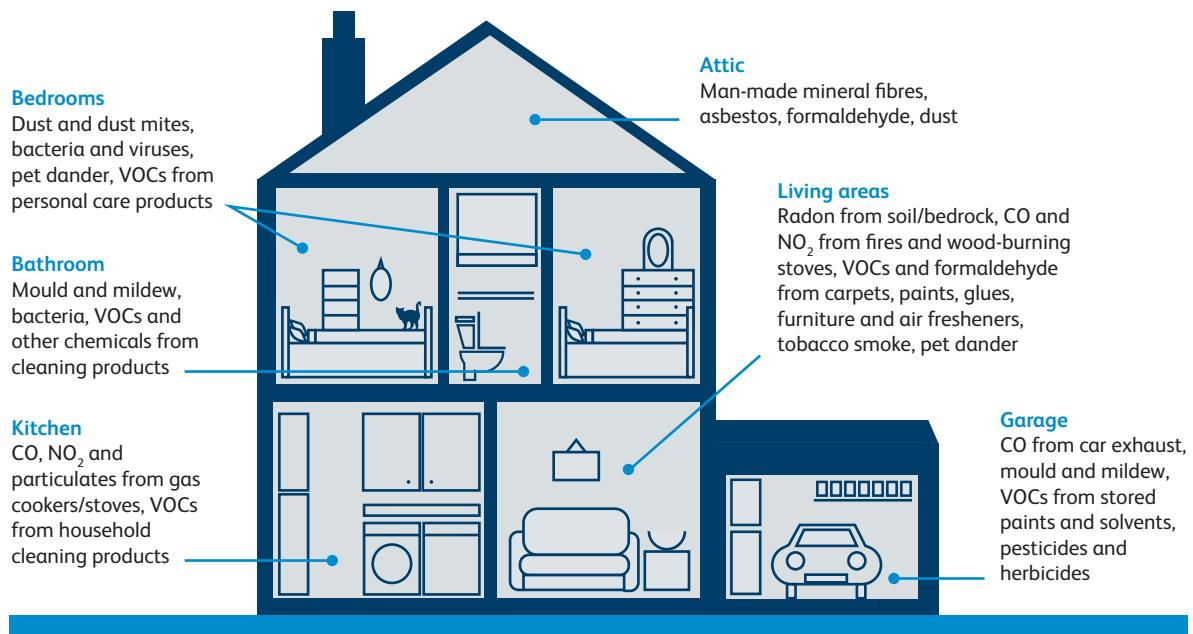 Bedrooms
Dust and dust mites,
bacteria and viruses,
pet dander, VOCs from
personal care products
Bathroom
Mould and mildew,
bacteria, VOCs and
other chemicals from
cleaning products
Kitchen
CO, NO₂ and
particulates from gas
cookers/stoves, VOCs
from household
cleaning products
Attic
Man-made mineral fibres,
asbestos, formaldehyde, dust
Living areas
Radon from soil/bedrock, CO and
NO₂ from fires and wood-burning
stoves, VOCs and formaldehyde
from carpets, paints, glues,
furniture and air fresheners,
tobacco smoke, pet dander
Garage
CO from car exhaust,
mould and mildew,
VOCs from stored
paints and solvents,
pesticides and
herbicides